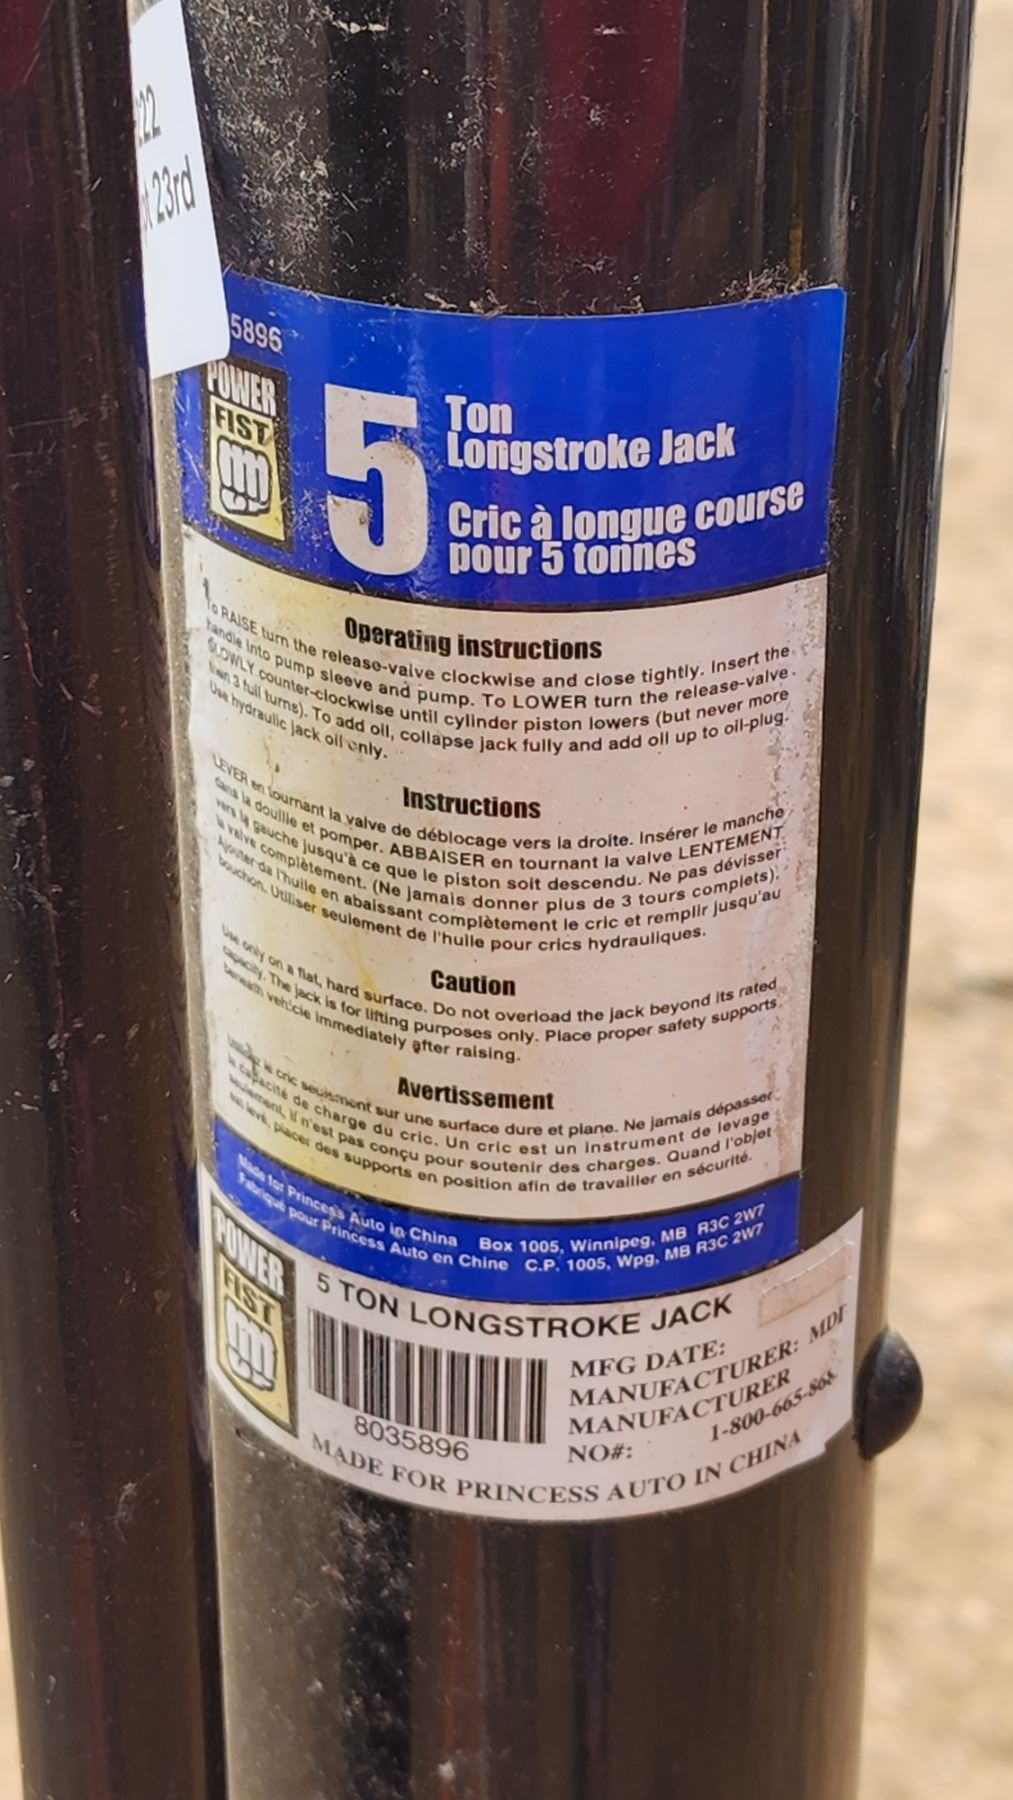 22
23rd
5896
POWER
FIST
5
Ton
Longstroke Jack
Cric à longue course
pour 5 tonnes
Operating instructions
To RAISE turn the release-valve clockwise and close tightly. Insert the
handle into pump sleeve and pump. To LOWER turn the release-valve
SLOWLY counter-clockwise until cylinder piston lowers (but never more
then 3 full turns). To add oil, collapse jack fully and add oil up to oil-plug.
Use hydraulic jack oil only.
Instructions
LEVER en tournant la valve de déblocage vers la droite. Insérer le manche
dans la douille et pomper. ABBAISER en tournant la valve LENTEMENT
vers la gauche jusqu'à ce que le piston soit descendu. Ne pas dévisser
la valve complètement. (Ne jamais donner plus de 3 tours complets).
Ajouter da l'huile en abaissant complètement le cric et remplir jusqu'au
bouchon. Utiliser seulement de l'huile pour crics hydrauliques.
Caution
Use only on a flat, hard surface. Do not overload the jack beyond its rated
capacity. The jack is for lifting purposes only. Place proper safety supports
beneath vehicle immediately after raising.
Avertissement
Utilisez le cric seulement sur une surface dure et plane. Ne jamais dépasser
la capacité de charge du cric. Un cric est un instrument de levage
seulement, il n'est pas conçu pour soutenir des charges. Quand l'objet
est levé, placer des supports en position afin de travailler en sécurité.
Made for Princess Auto in China Box 1005, Winnipeg, MB R3C 2W7
Fabriqué pour Princess Auto en Chine C.P. 1005, Wpg, MB R3C 2W7
POWER
FIST
5 TON LONGSTROKE JACK
8035896
MFG DATE:
MANUFACTURER: MDI
MANUFACTURER
NO#: 1-800-665-868
MADE FOR PRINCESS AUTO IN CHINA